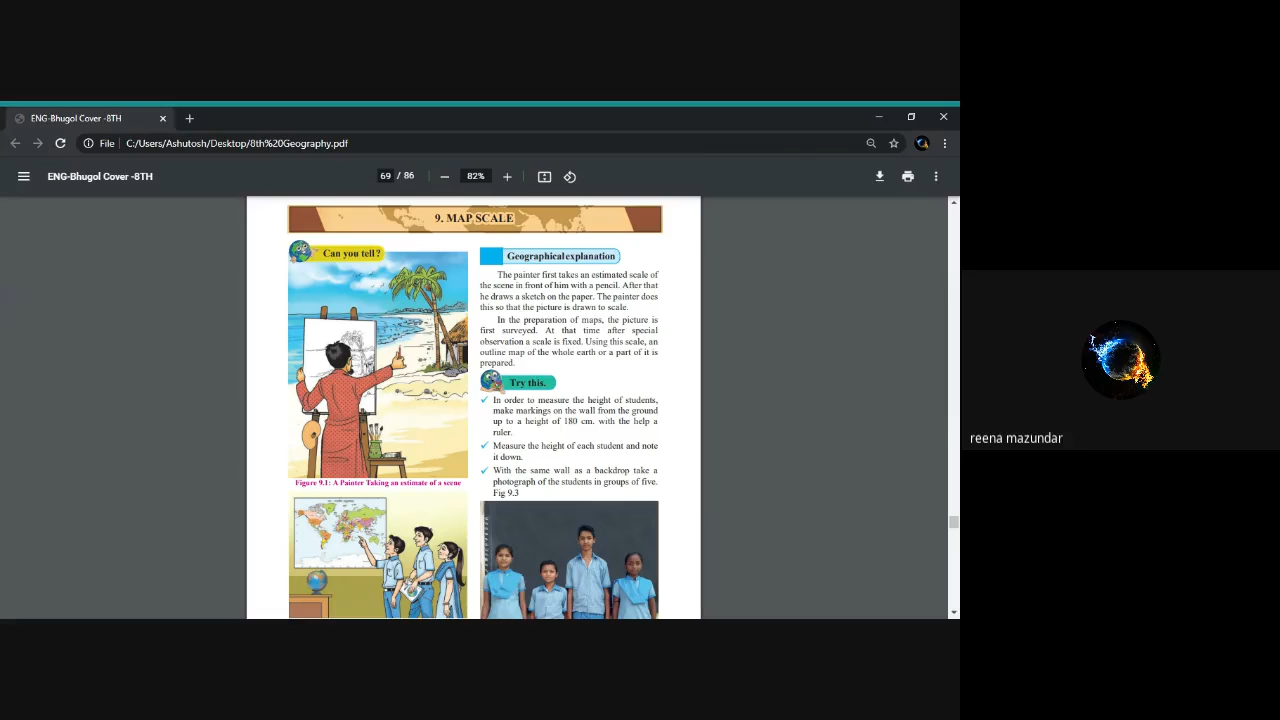 ENG-Bhugol Cover -8TH
File
C:/Users/Ashutosh/Desktop/8th%20Geography.pdf
ENG-Bhugol Cover -8TH
69 / 86
82%
9. MAP SCALE
Can you tell?
Figure 9.1: A Painter Taking an estimate of a scene
Geographical explanation
The painter first takes an estimated scale of
the scene in front of him with a pencil. After that
he draws a sketch on the paper. The painter does
this so that the picture is drawn to scale.
In the preparation of maps, the picture is
first surveyed. At that time after special
observation a scale is fixed. Using this scale, an
outline map of the whole earth or a part of it is
prepared.
Try this.
✓ In order to measure the height of students,
make markings on the wall from the ground
up to a height of 180 cm. with the help a
ruler.
✓ Measure the height of each student and note
it down.
✓ With the same wall as a backdrop take a
photograph of the students in groups of five.
Fig 9.3
reena mazundar